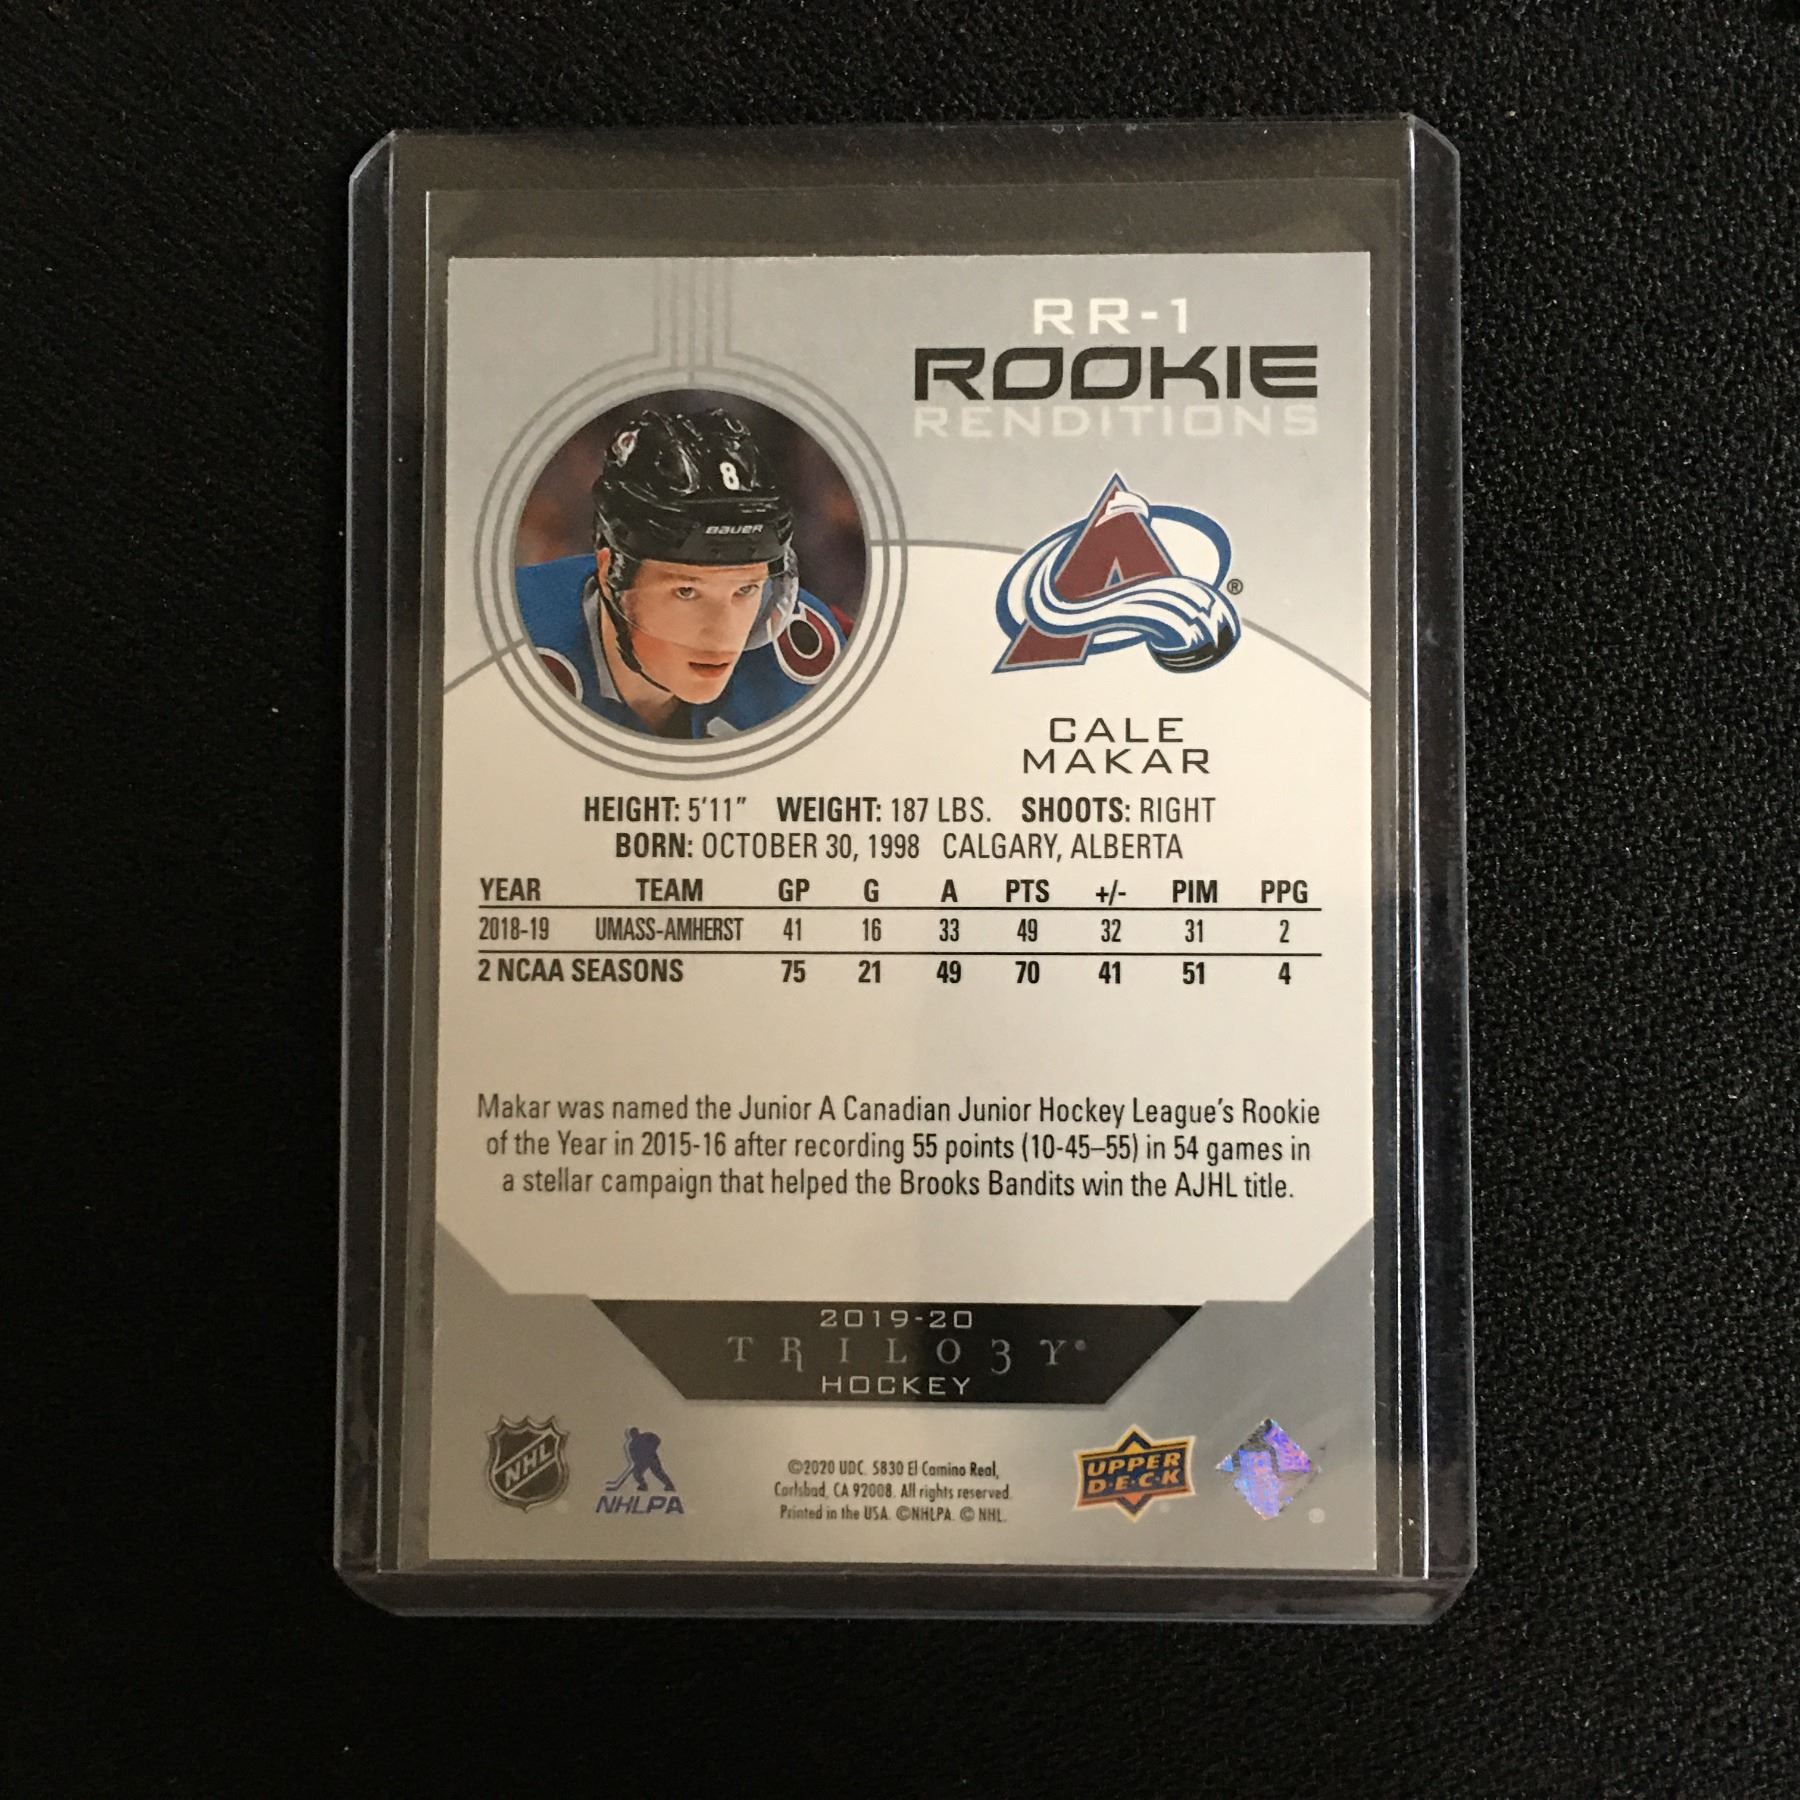 RR-1
ROOKIE
RENDITIONS
8
BAUER
®
CALE
MAKAR
HEIGHT: 5'11" WEIGHT: 187 LBS. SHOOTS: RIGHT
BORN: OCTOBER 30, 1998 CALGARY, ALBERTA
YEAR TEAM GP G A PTS +/- PIM PPG
2018-19 UMASS-AMHERST 41 16 33 49 32 31 2
2 NCAA SEASONS 75 21 49 70 41 51 4
Makar was named the Junior A Canadian Junior Hockey League's Rookie
of the Year in 2015-16 after recording 55 points (10-45–55) in 54 games in
a stellar campaign that helped the Brooks Bandits win the AJHL title.
2019-20
TRILO3Y®
HOCKEY
NHL
NHLPA
©2020 UDC. 5830 El Camino Real,
Carlsbad, CA 92008. All rights reserved.
Printed in the USA. ©NHLPA. © NHL.
UPPER
D·E·C·K